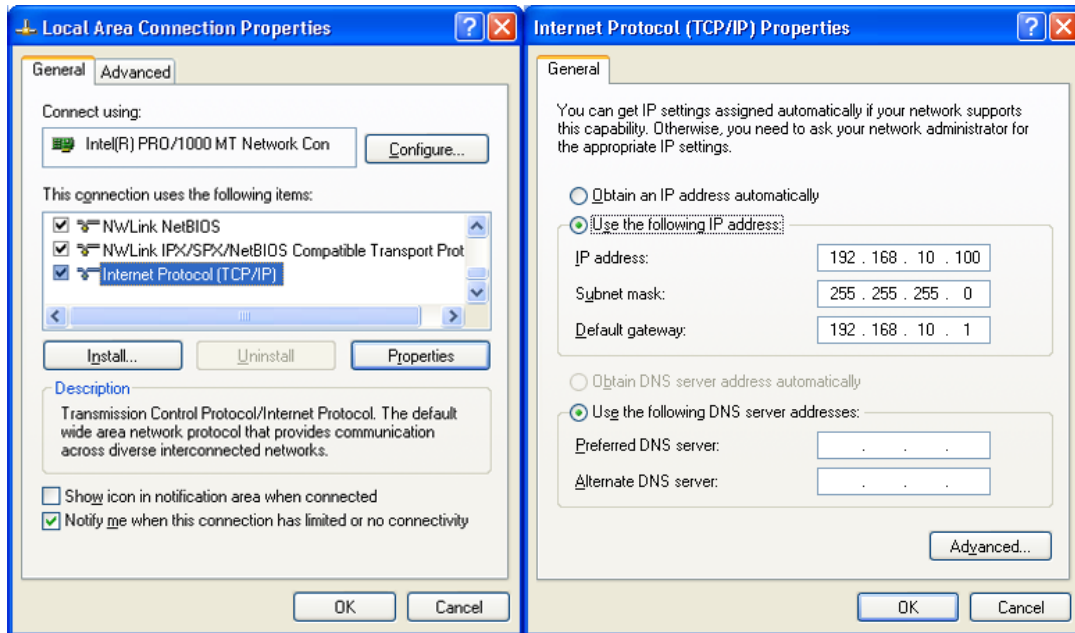 Local Area Connection Properties
General
Advanced
Connect using:
Intel(R) PRO/1000 MT Network Con
Configure...
This connection uses the following items:
NWLink NetBIOS
NWLink IPX/SPX/NetBIOS Compatible Transport Prot
Internet Protocol (TCP/IP)
Install...
Uninstall
Properties
Description
Transmission Control Protocol/Internet Protocol. The default
wide area network protocol that provides communication
across diverse interconnected networks.
Show icon in notification area when connected
Notify me when this connection has limited or no connectivity
OK
Cancel
Internet Protocol (TCP/IP) Properties
General
You can get IP settings assigned automatically if your network supports
this capability. Otherwise, you need to ask your network administrator for
the appropriate IP settings.
Obtain an IP address automatically
Use the following IP address:
IP address: 192 . 168 . 10 . 100
Subnet mask: 255 . 255 . 255 . 0
Default gateway: 192 . 168 . 10 . 1
Obtain DNS server address automatically
Use the following DNS server addresses:
Preferred DNS server: . . .
Alternate DNS server: . . .
Advanced...
OK
Cancel